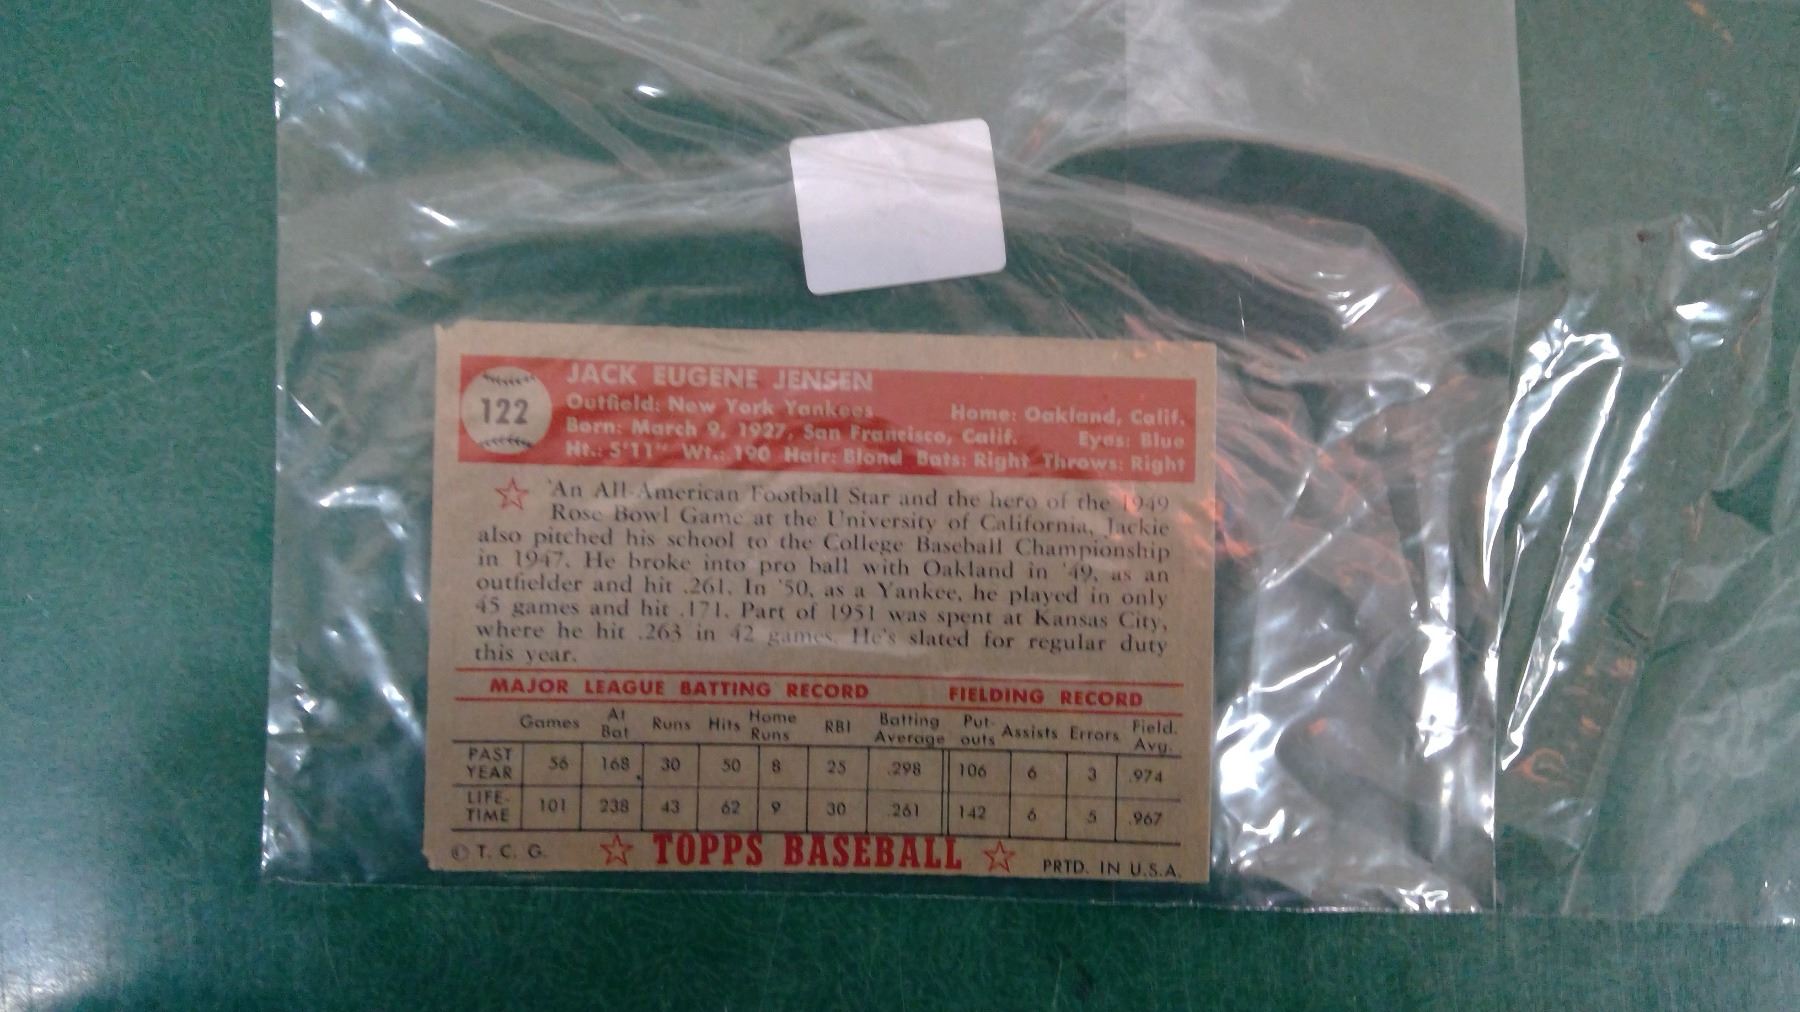 122
JACK EUGENE JENSEN
Outfield: New York Yankees Home: Oakland, Calif.
Born: March 9, 1927, San Francisco, Calif. Eyes: Blue
Ht.: 5'11" Wt.: 190 Hair: Blond Bats: Right Throws: Right
An All-American Football Star and the hero of the 1949
Rose Bowl Game at the University of California, Jackie
also pitched his school to the College Baseball Championship
in 1947. He broke into pro ball with Oakland in '49, as an
outfielder and hit .261. In '50, as a Yankee, he played in only
45 games and hit .171. Part of 1951 was spent at Kansas City,
where he hit .263 in 42 games. He's slated for regular duty
this year.
MAJOR LEAGUE BATTING RECORD FIELDING RECORD
Games At Bat Runs Hits Home Runs RBI Batting Average Put-outs Assists Errors Field. Avg.
PAST YEAR 56 168 30 50 8 25 .298 106 6 3 .974
LIFE-TIME 101 238 43 62 9 30 .261 142 6 5 .967
© T. C. G. TOPPS BASEBALL PRTD. IN U.S.A.